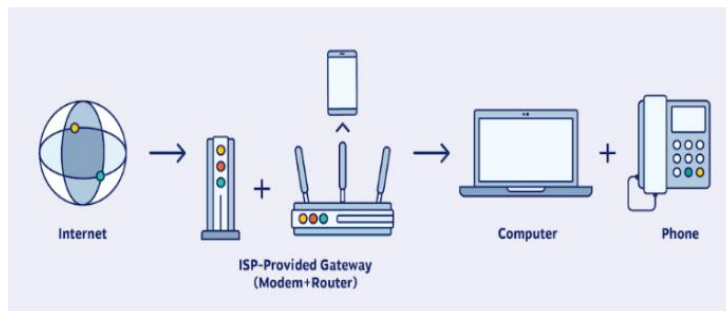 Internet
ISP-Provided Gateway
(Modem+Router)
Computer
Phone